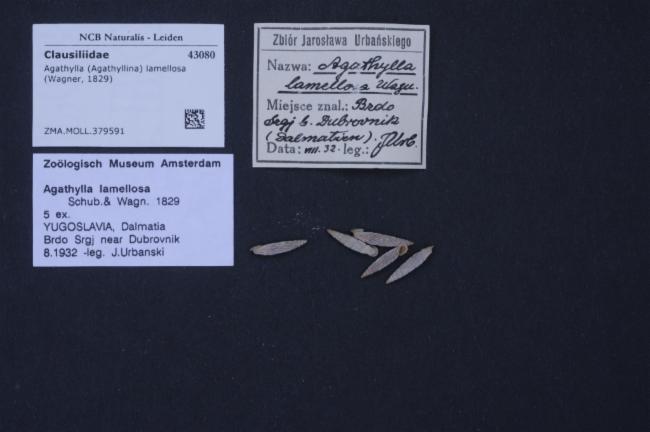 NCB Naturalis - Leiden
Clausiliidae 43080
Agathylla (Agathyllina) lamellosa
(Wagner, 1829)
ZMA.MOLL.379591
Zoölogisch Museum Amsterdam
Agathylla lamellosa
Schub.& Wagn. 1829
5 ex.
YUGOSLAVIA, Dalmatia
Brdo Srgj near Dubrovnik
8.1932 -leg. J.Urbanski
Zbiór Jarosława Urbańskiego
Nazwa: Agathylla
lamellosa Wagn.
Miejsce znal.: Brdo
Srgj b. Dubrovnik
(Dalmatien).
Data: VIII. 32. leg.: JUrb.